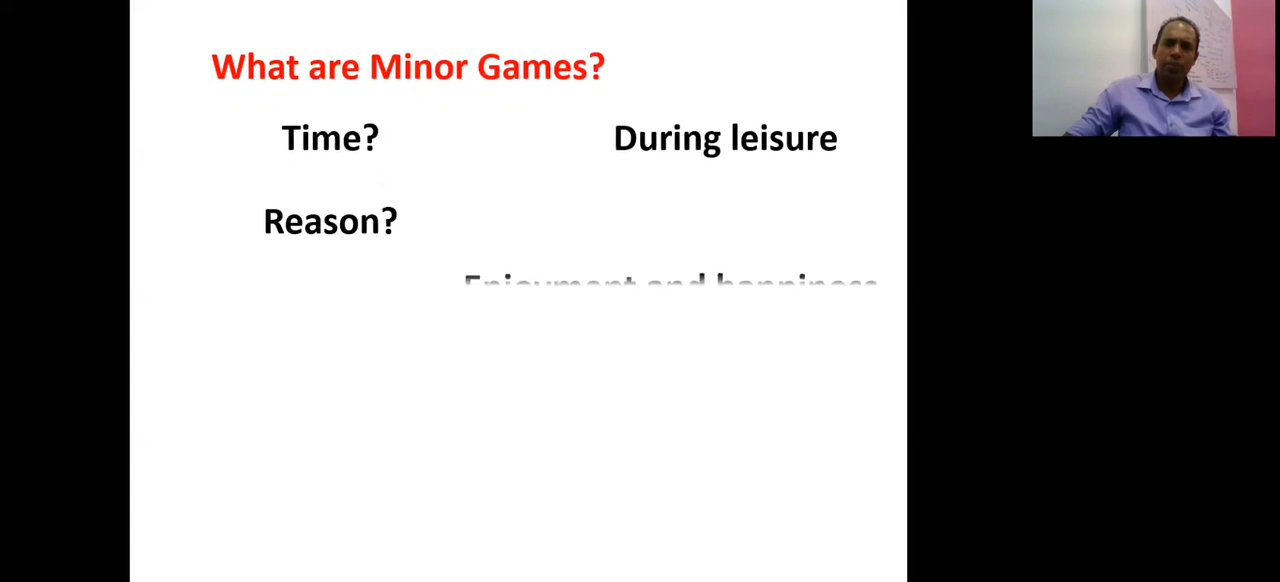 What are Minor Games?
Time? During leisure
Reason?
Enjoyment and happiness